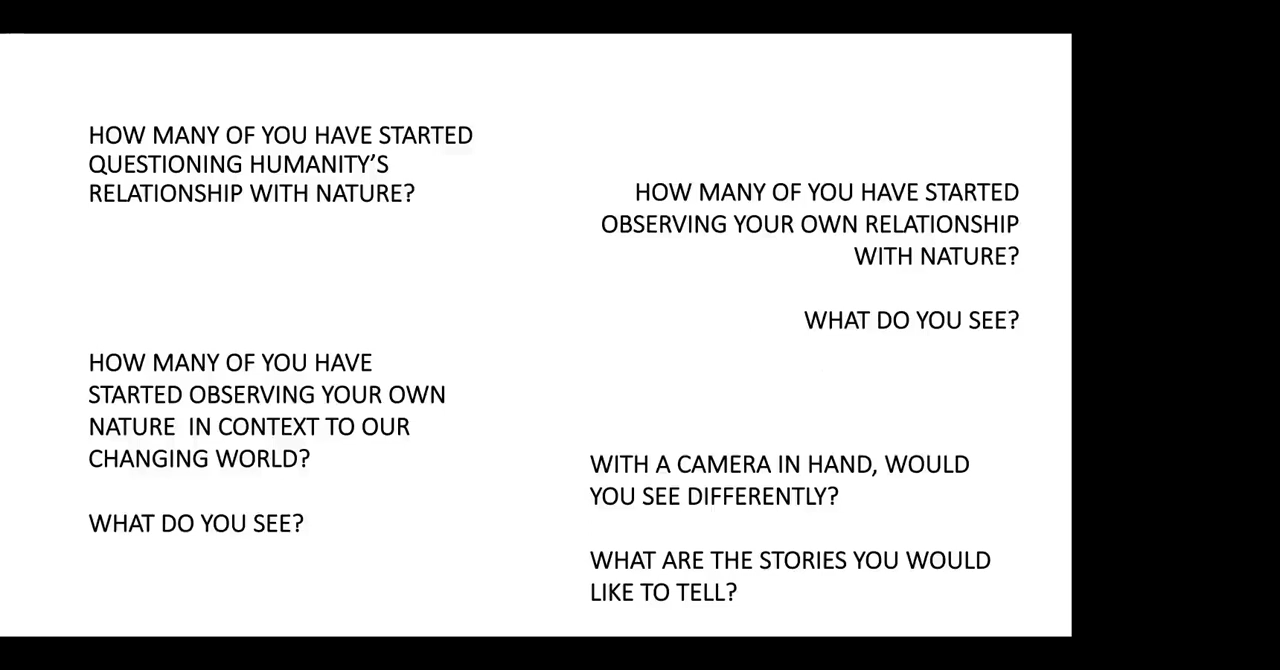 HOW MANY OF YOU HAVE STARTED
QUESTIONING HUMANITY’S
RELATIONSHIP WITH NATURE?
HOW MANY OF YOU HAVE STARTED
OBSERVING YOUR OWN RELATIONSHIP
WITH NATURE?
WHAT DO YOU SEE?
HOW MANY OF YOU HAVE
STARTED OBSERVING YOUR OWN
NATURE  IN CONTEXT TO OUR
CHANGING WORLD?
WHAT DO YOU SEE?
WITH A CAMERA IN HAND, WOULD
YOU SEE DIFFERENTLY?
WHAT ARE THE STORIES YOU WOULD
LIKE TO TELL?